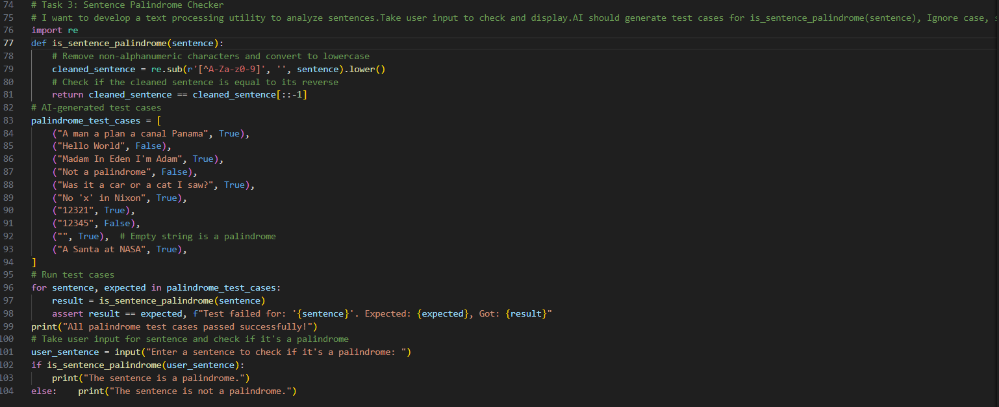 74 # Task 3: Sentence Palindrome Checker
75 # I want to develop a text processing utility to analyze sentences.Take user input to check and display.AI should generate test cases for is_sentence_palindrome(sentence), Ignore case,
76 import re
77 def is_sentence_palindrome(sentence):
78     # Remove non-alphanumeric characters and convert to lowercase
79     cleaned_sentence = re.sub(r'[^A-Za-z0-9]', '', sentence).lower()
80     # Check if the cleaned sentence is equal to its reverse
81     return cleaned_sentence == cleaned_sentence[::-1]
82 # AI-generated test cases
83 palindrome_test_cases = [
84     ("A man a plan a canal Panama", True),
85     ("Hello World", False),
86     ("Madam In Eden I'm Adam", True),
87     ("Not a palindrome", False),
88     ("Was it a car or a cat I saw?", True),
89     ("No 'x' in Nixon", True),
90     ("12321", True),
91     ("12345", False),
92     ("", True),  # Empty string is a palindrome
93     ("A Santa at NASA", True),
94 ]
95 # Run test cases
96 for sentence, expected in palindrome_test_cases:
97     result = is_sentence_palindrome(sentence)
98     assert result == expected, f"Test failed for: '{sentence}'. Expected: {expected}, Got: {result}"
99 print("All palindrome test cases passed successfully!")
100 # Take user input for sentence and check if it's a palindrome
101 user_sentence = input("Enter a sentence to check if it's a palindrome: ")
102 if is_sentence_palindrome(user_sentence):
103     print("The sentence is a palindrome.")
104 else:    print("The sentence is not a palindrome.")